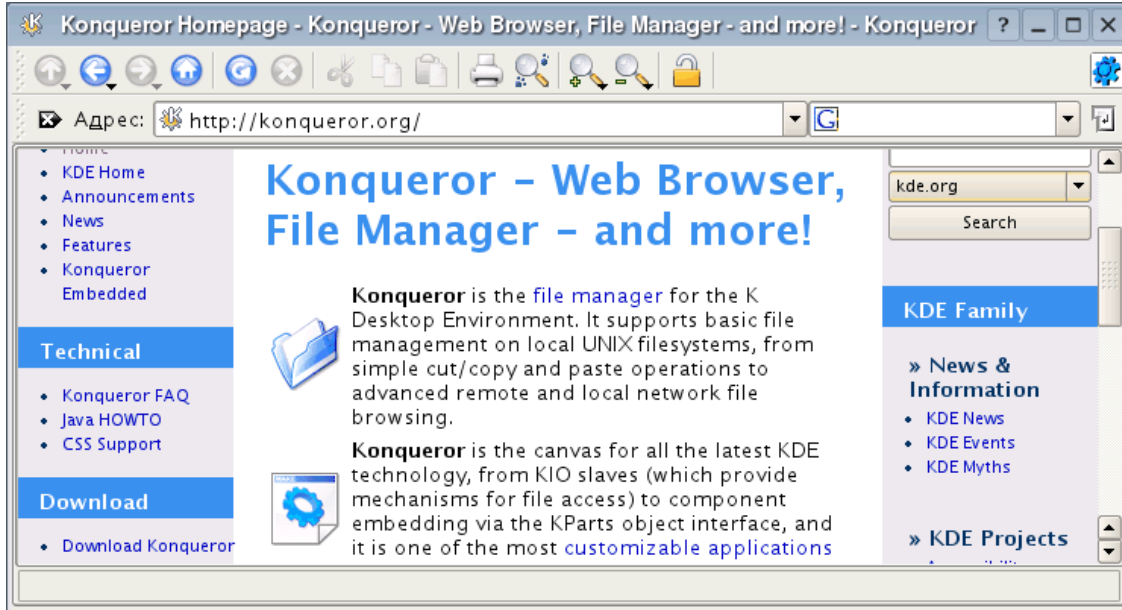 Konqueror Homepage - Konqueror - Web Browser, File Manager - and more! - Konqueror
Адрес: http://konqueror.org/
Home
KDE Home
Announcements
News
Features
Konqueror
Embedded
Technical
Konqueror FAQ
Java HOWTO
CSS Support
Download
Download Konqueror
Konqueror – Web Browser,
File Manager – and more!
Konqueror is the file manager for the K
Desktop Environment. It supports basic file
management on local UNIX filesystems, from
simple cut/copy and paste operations to
advanced remote and local network file
browsing.
Konqueror is the canvas for all the latest KDE
technology, from KIO slaves (which provide
mechanisms for file access) to component
embedding via the KParts object interface, and
it is one of the most customizable applications
kde.org
Search
KDE Family
» News &
Information
KDE News
KDE Events
KDE Myths
» KDE Projects